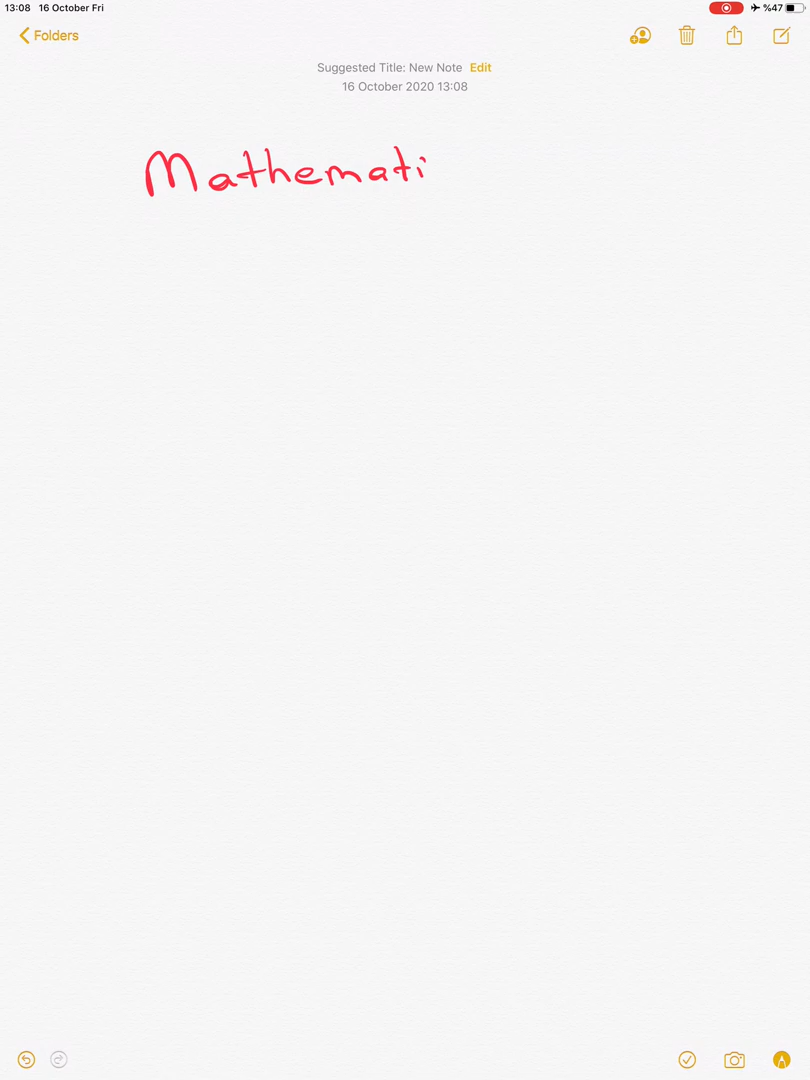 13:08 16 October Fri %47
Folders
Suggested Title: New Note Edit
16 October 2020 13:08
Mathemati